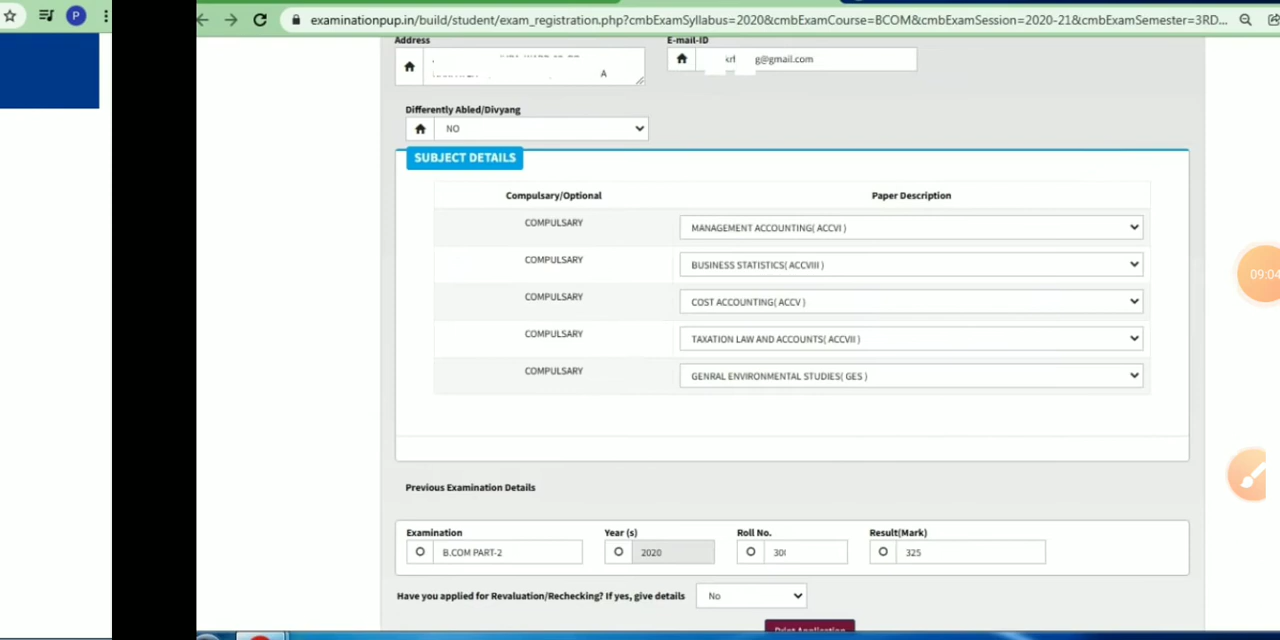 P
examinationpup.in/build/student/exam_registration.php?cmbExamSyllabus=2020&cmbExamCourse=BCOM&cmbExamSession=2020-21&cmbExamSemester=3RD...
Address
E-mail-ID
A
g@gmail.com
Differently Abled/Divyang
NO
SUBJECT DETAILS
Compulsary/Optional
Paper Description
COMPULSARY
MANAGEMENT ACCOUNTING( ACCVI )
COMPULSARY
BUSINESS STATISTICS( ACCVIII )
COMPULSARY
COST ACCOUNTING( ACCV )
COMPULSARY
TAXATION LAW AND ACCOUNTS( ACCVII )
COMPULSARY
GENRAL ENVIRONMENTAL STUDIES( GES )
09:04
Previous Examination Details
Examination
Year (s)
Roll No.
Result(Mark)
B.COM PART-2
2020
325
Have you applied for Revaluation/Rechecking? If yes, give details
No
Print Application